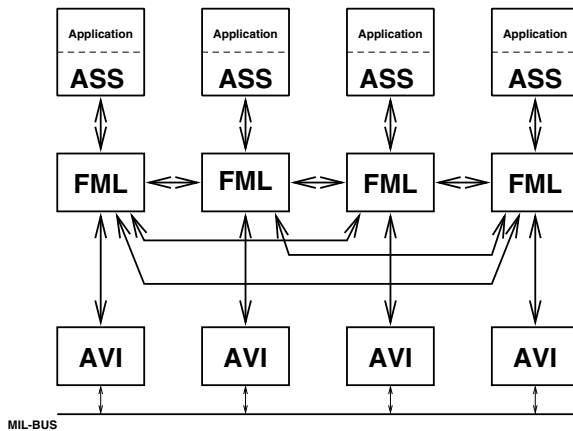 Application Application Application Application
ASS ASS ASS ASS
FML FML FML FML
AVI AVI AVI AVI
MIL-BUS